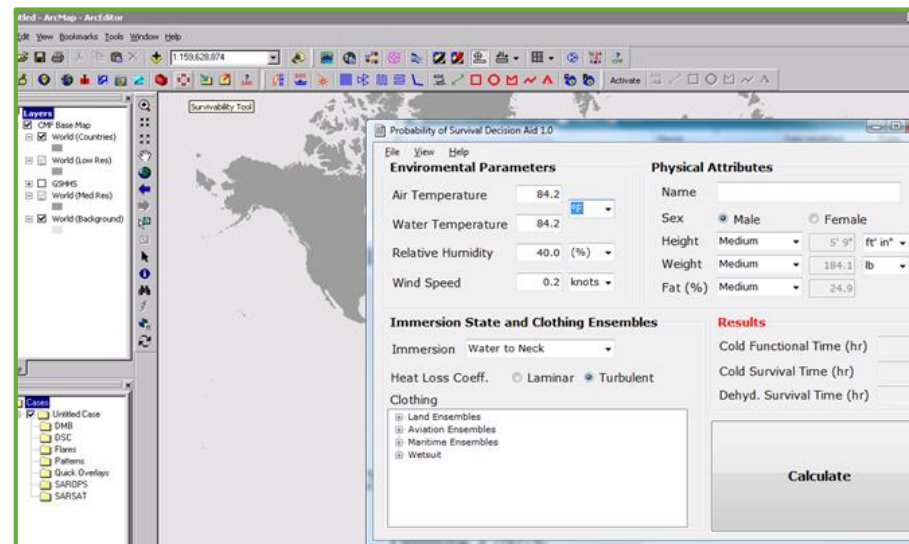 ntled - ArcMap - ArcEditor
Edit View Bookmarks Tools Window Help
1:159,628,874
Activate
Layers
CMF Base Map
World (Countries)
World (Low Res)
GSHHS
World (Med Res)
World (Background)
Survivability Tool
Cases
Untitled Case
DMB
DSC
Flares
Patterns
Quick Overlays
SAROPS
SARSAT
Probability of Survival Decision Aid 1.0
File View Help
Enviromental Parameters
Air Temperature 84.2
°F
Water Temperature 84.2
Relative Humidity 40.0 (%)
Wind Speed 0.2 knots
Physical Attributes
Name
Sex Male Female
Height Medium 5' 9" ft' in"
Weight Medium 184.1 lb
Fat (%) Medium 24.9
Immersion State and Clothing Ensembles
Immersion Water to Neck
Heat Loss Coeff. Laminar Turbulent
Clothing
Land Ensembles
Aviation Ensembles
Maritime Ensembles
Wetsuit
Results
Cold Functional Time (hr)
Cold Survival Time (hr)
Dehyd. Survival Time (hr)
Calculate